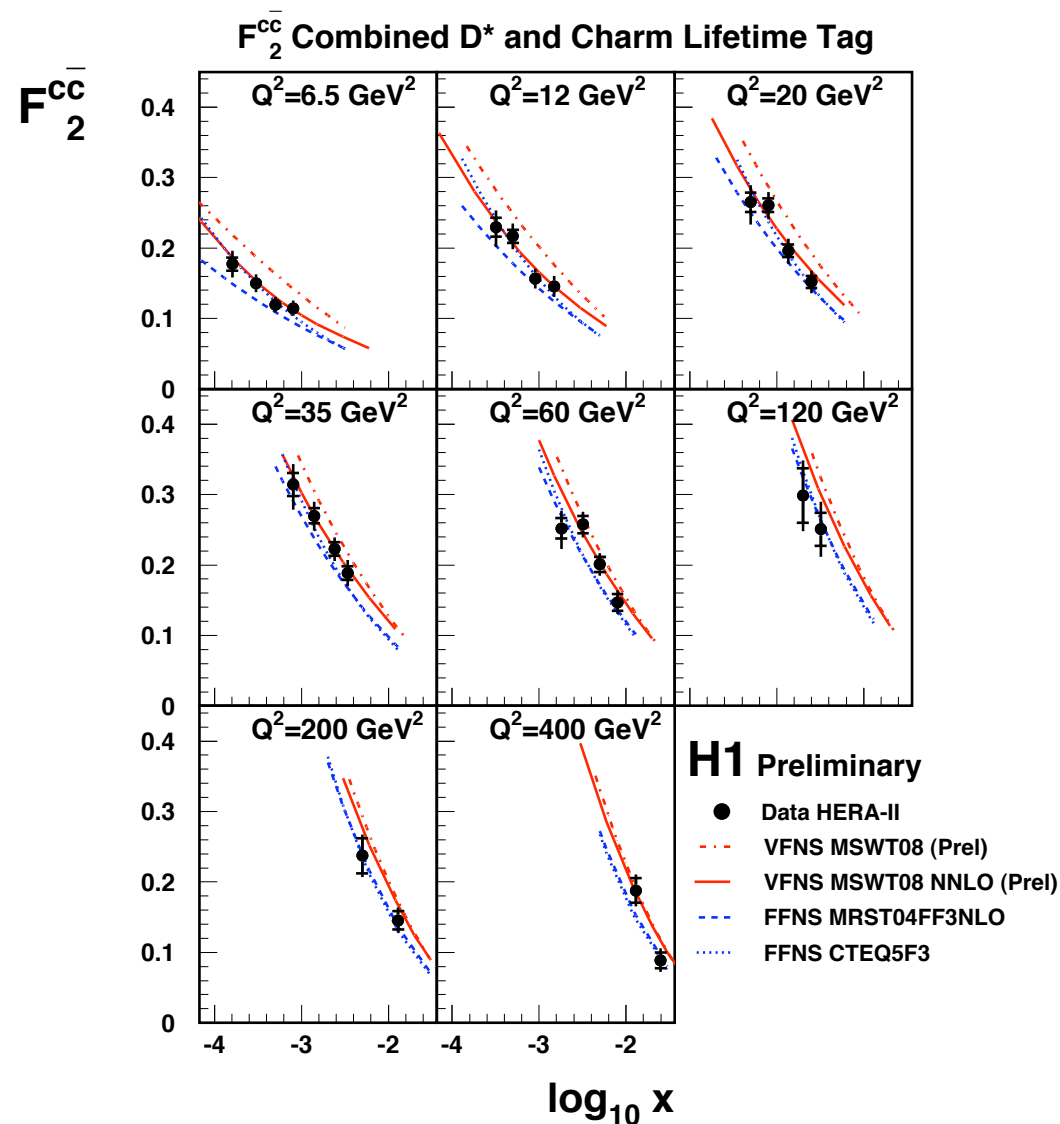 F₂^{cc̄} Combined D* and Charm Lifetime Tag
F₂^{cc̄}
Q²=6.5 GeV² Q²=12 GeV² Q²=20 GeV²
0.4
0.3
0.2
0.1
0
Q²=35 GeV² Q²=60 GeV² Q²=120 GeV²
0.4
0.3
0.2
0.1
0
Q²=200 GeV² Q²=400 GeV²
0.4
0.3
0.2
0.1
0
-4 -3 -2 -4 -3 -2
log₁₀ x
H1 Preliminary
Data HERA-II
VFNS MSWT08 (Prel)
VFNS MSWT08 NNLO (Prel)
FFNS MRST04FF3NLO
FFNS CTEQ5F3